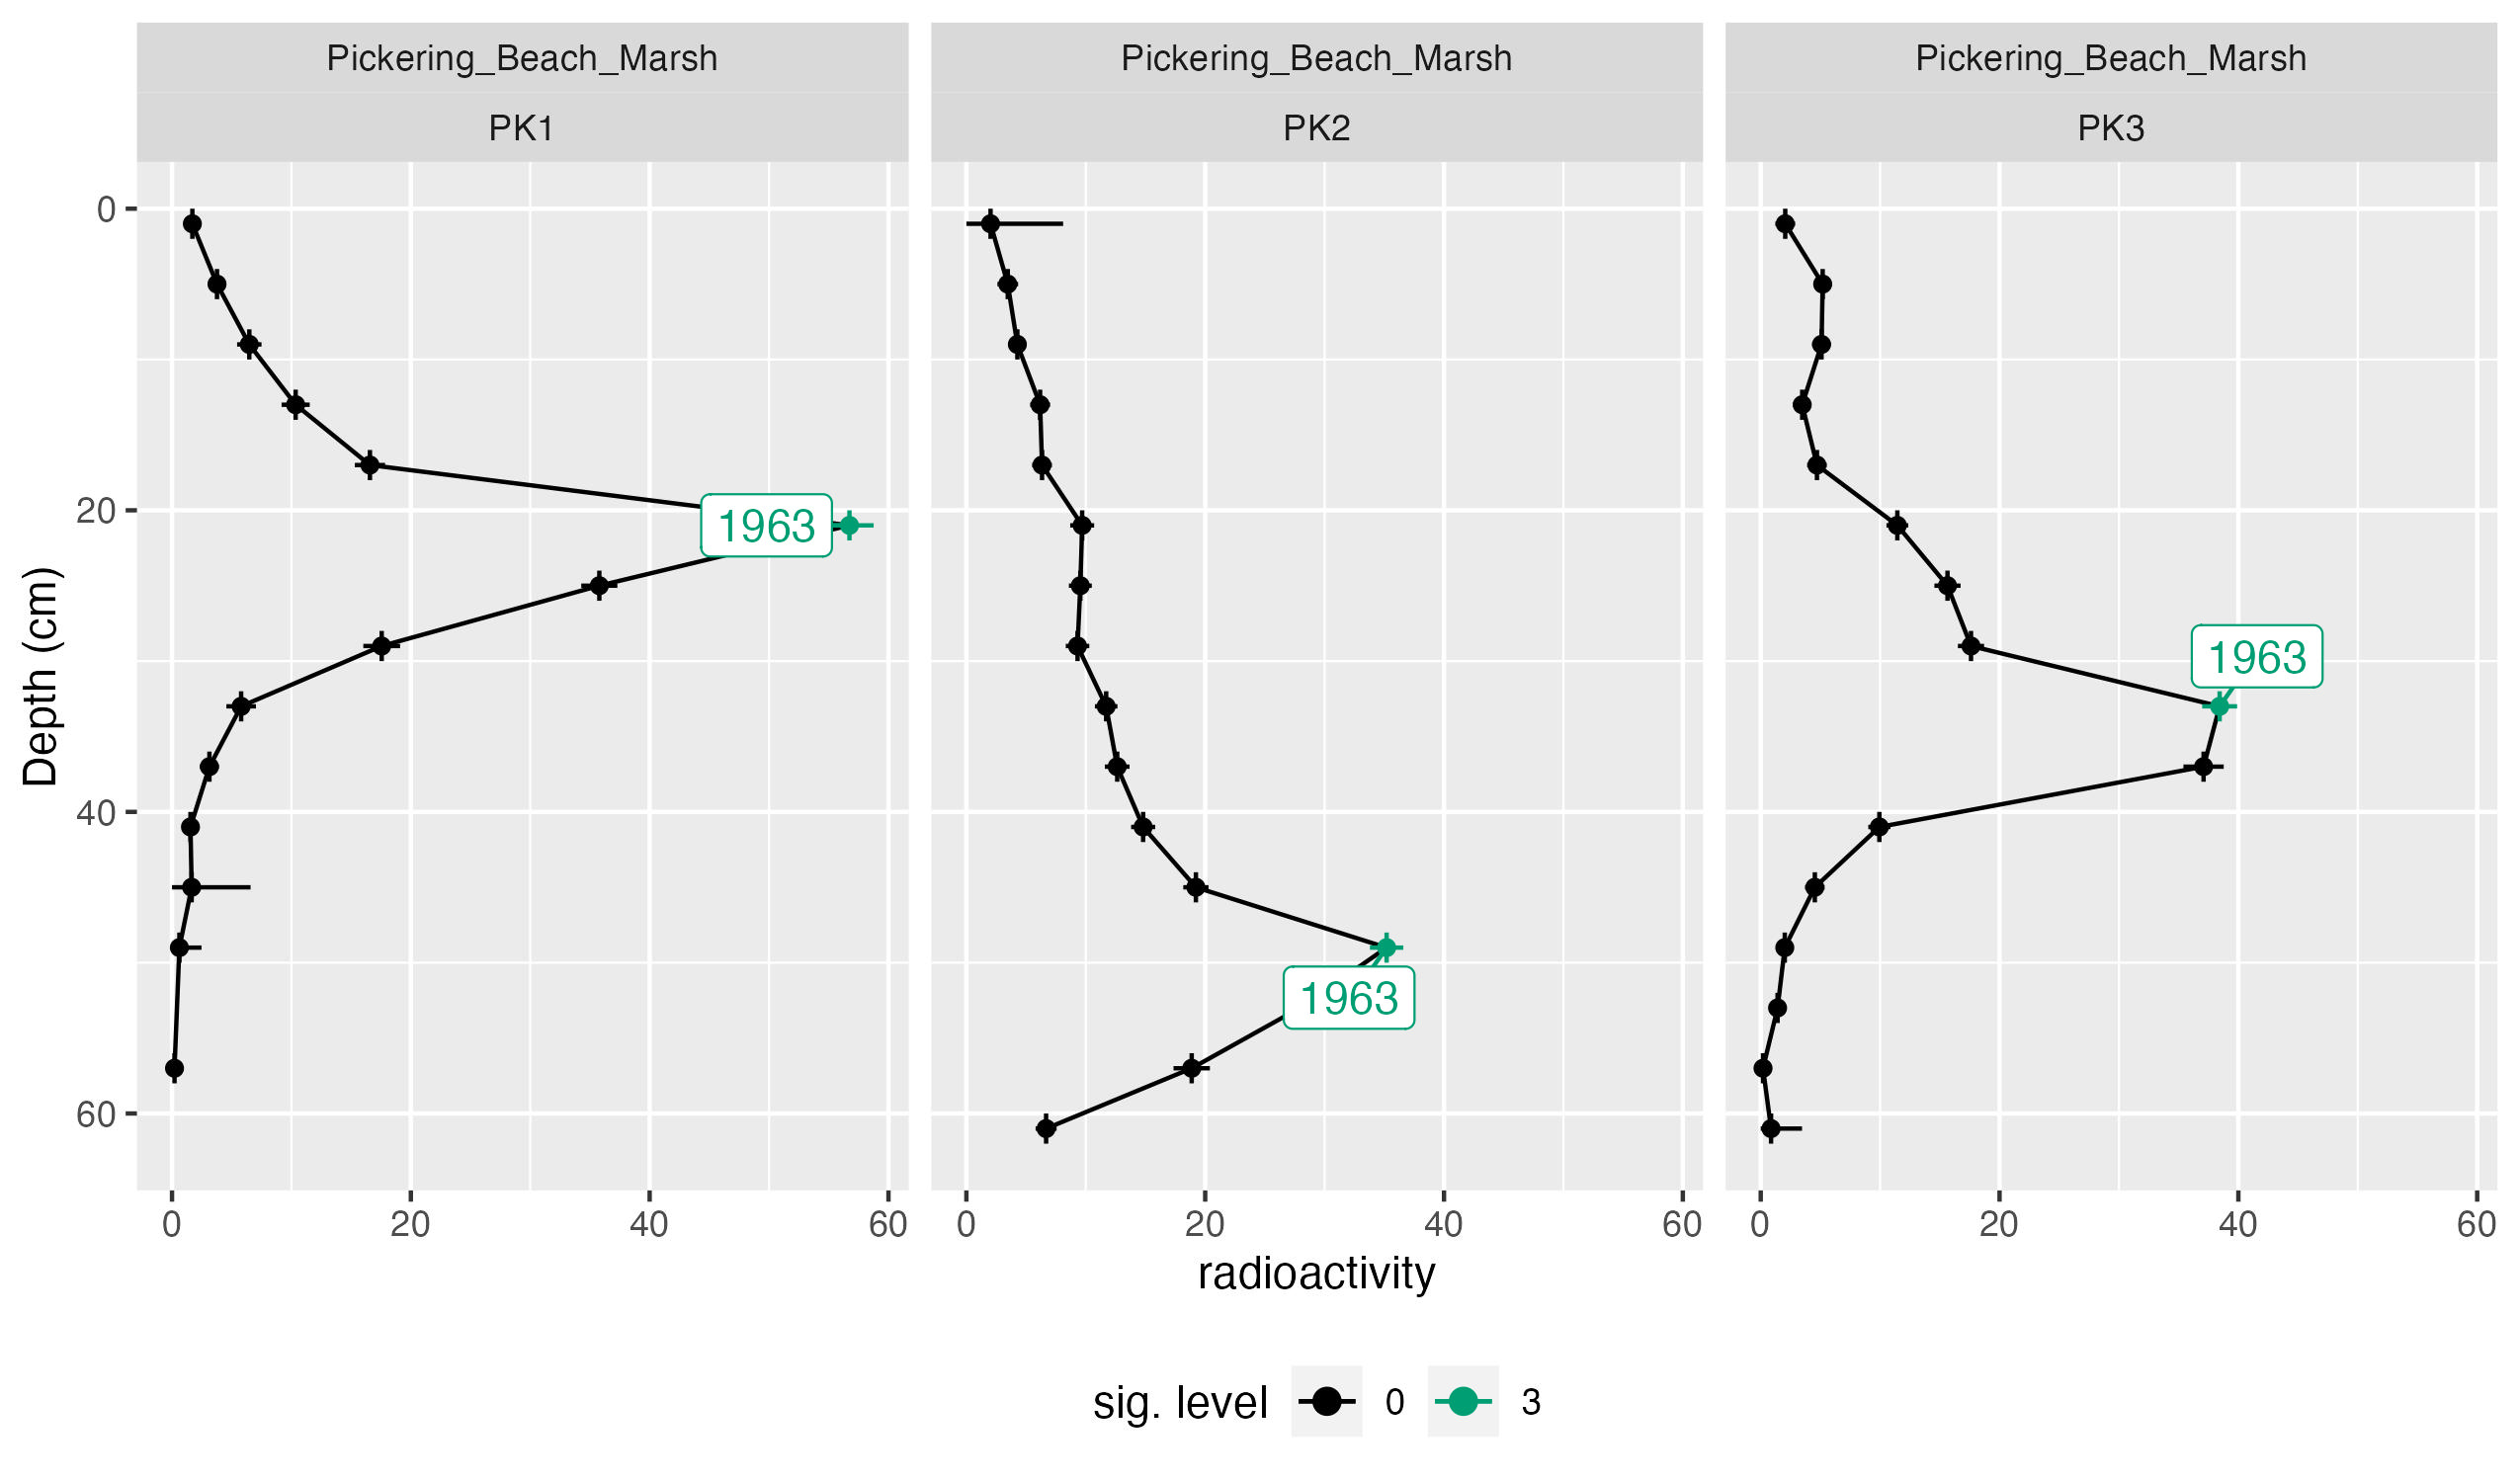 Pickering_Beach_Marsh Pickering_Beach_Marsh Pickering_Beach_Marsh
PK1 PK2 PK3
0
20
40
60
Depth (cm)
1963
1963
1963
0 20 40 60 0 20 40 60 0 20 40 60
radioactivity
sig. level 0 3